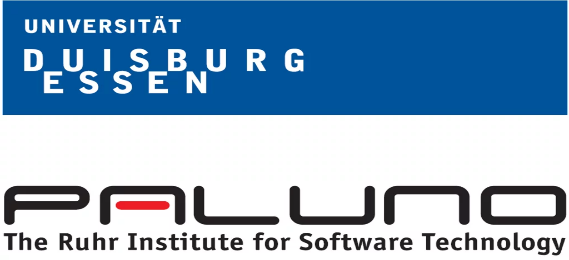 UNIVERSITÄT
DUISBURG
ESSEN
PALUNO
The Ruhr Institute for Software Technology